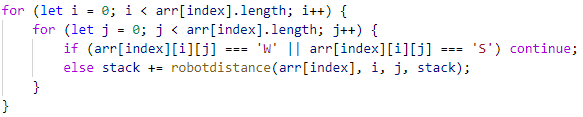 for (let i = 0; i < arr[index].length; i++) {
    for (let j = 0; j < arr[index].length; j++) {
        if (arr[index][i][j] === 'W' || arr[index][i][j] === 'S') continue;
        else stack += robotdistance(arr[index], i, j, stack);
    }
}